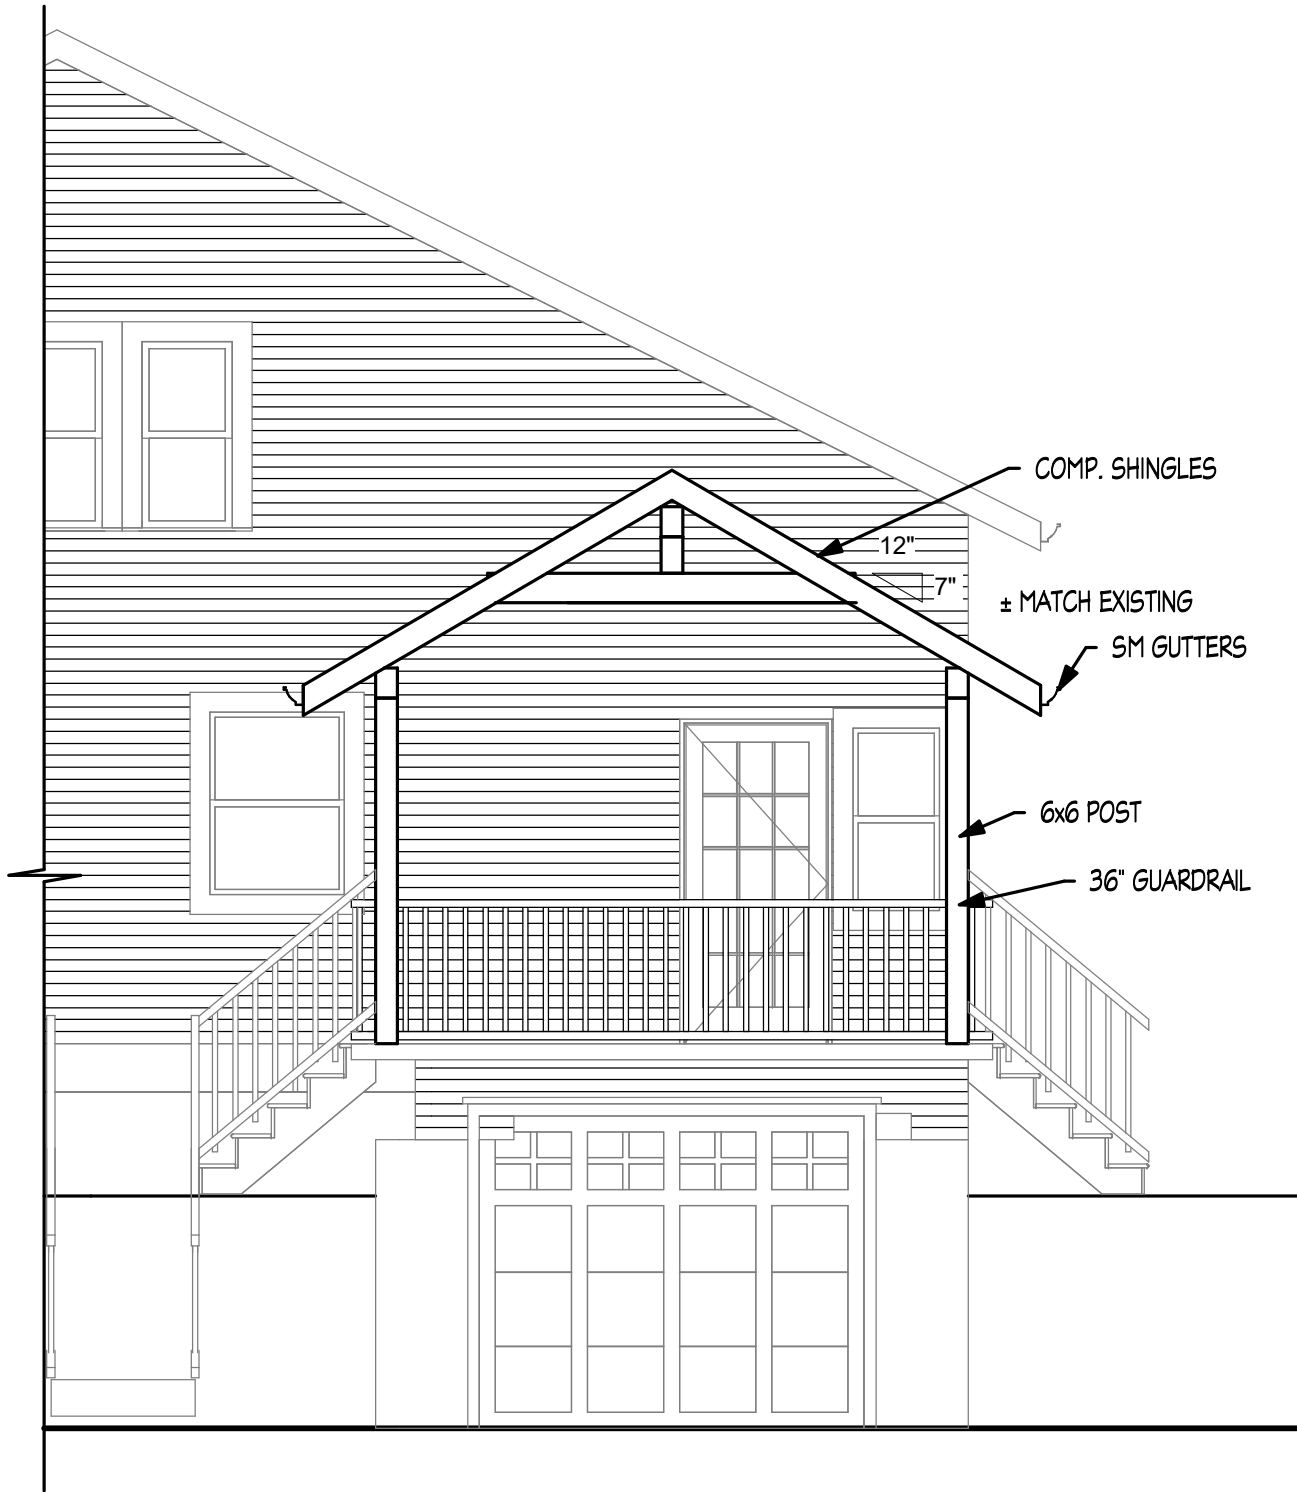 COMP. SHINGLES
12"
7"
± MATCH EXISTING
SM GUTTERS
6x6 POST
36" GUARDRAIL